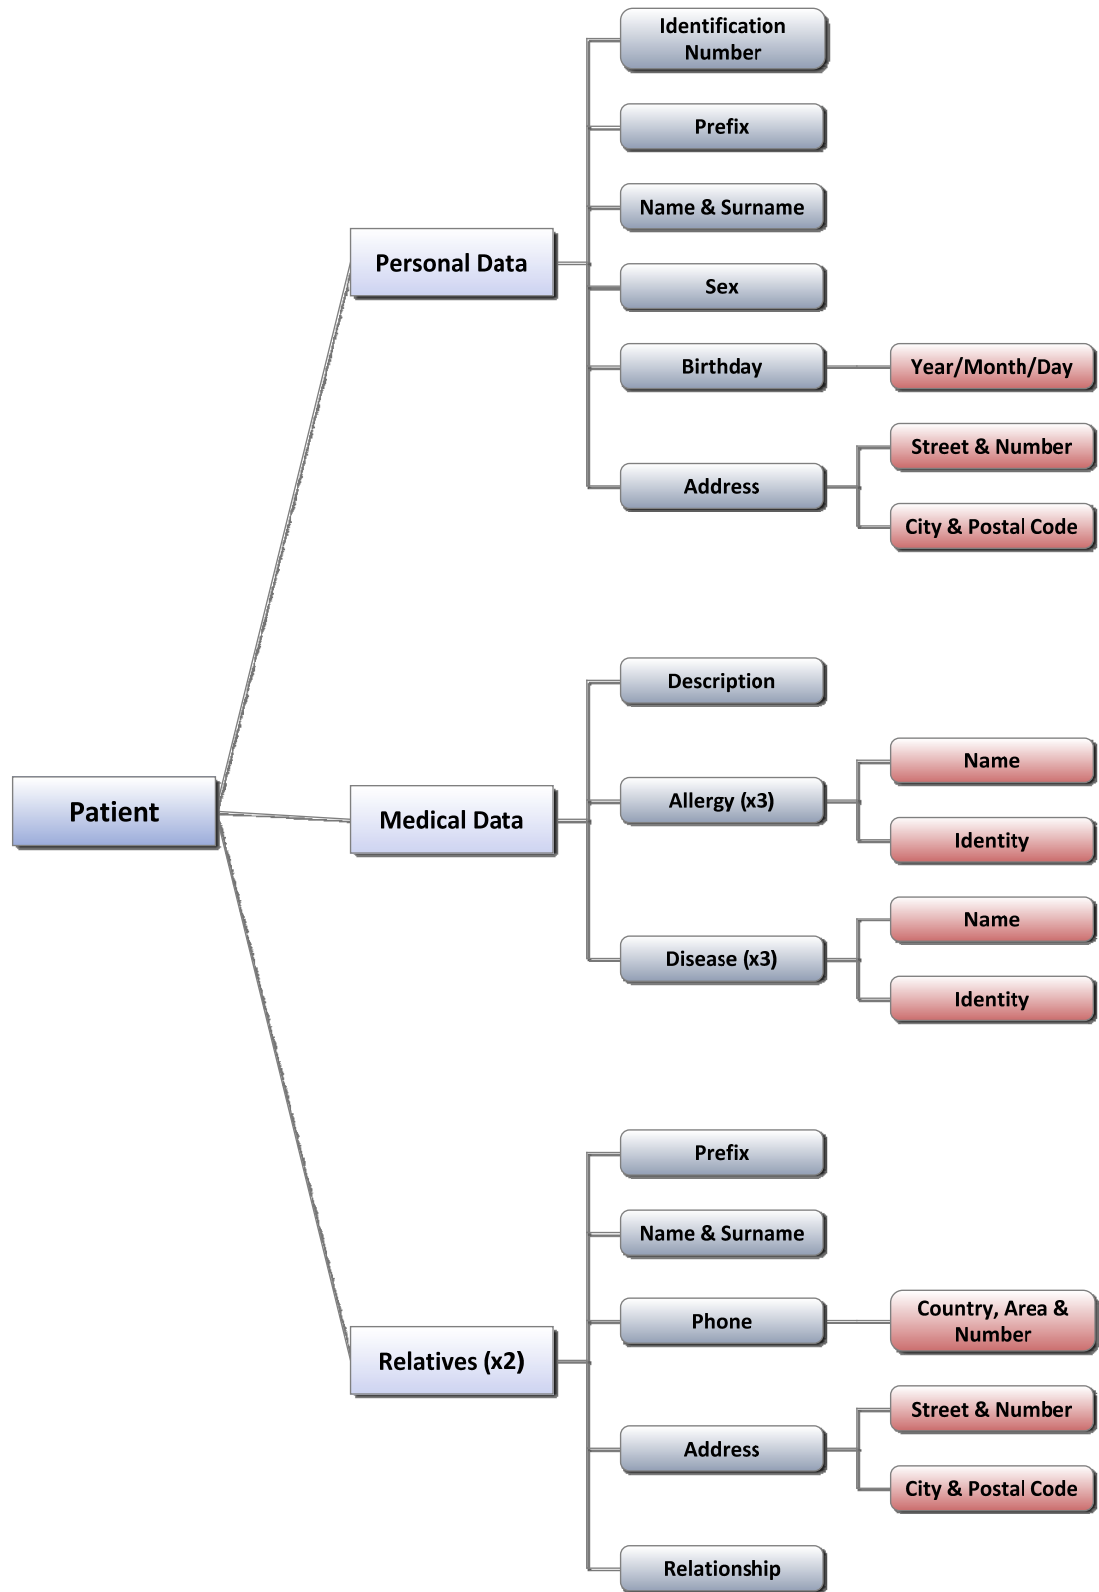 Identification
Number
Prefix
Name & Surname
Personal Data
Sex
Birthday
Year/Month/Day
Street & Number
Address
City & Postal Code
Description
Name
Patient
Medical Data
Allergy (x3)
Identity
Name
Disease (x3)
Identity
Prefix
Name & Surname
Phone
Country, Area &
Number
Relatives (x2)
Street & Number
Address
City & Postal Code
Relationship